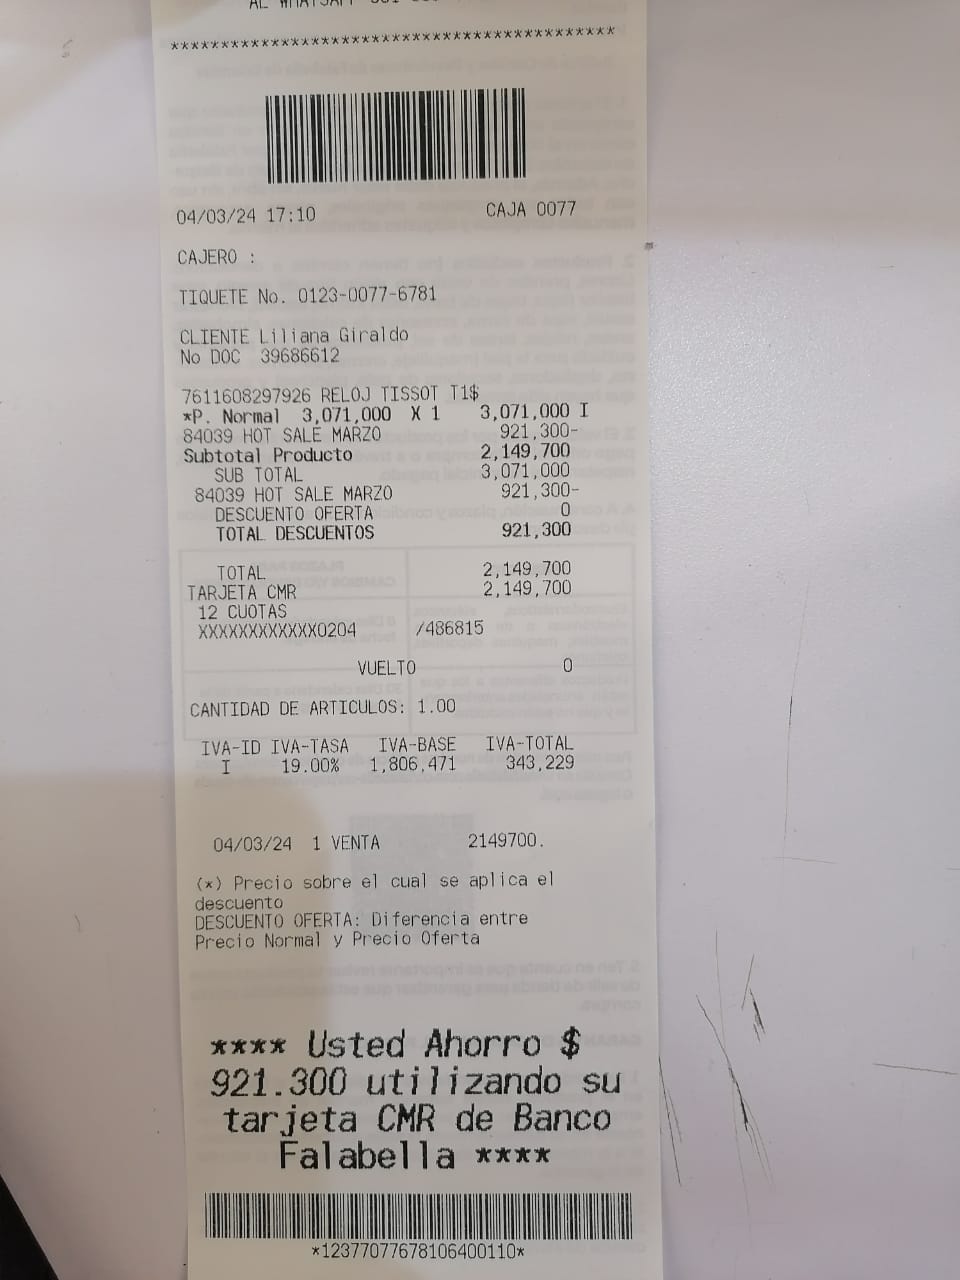 AL WHATSAPP
*********************************************
04/03/24 17:10 CAJA 0077
CAJERO :
TIQUETE No. 0123-0077-6781
CLIENTE Liliana Giraldo
No DOC 39686612
7611608297926 RELOJ TISSOT T1$
*P. Normal 3,071,000 X 1 3,071,000 I
84039 HOT SALE MARZO 921,300-
Subtotal Producto 2,149,700
SUB TOTAL 3,071,000
84039 HOT SALE MARZO 921,300-
DESCUENTO OFERTA 0
TOTAL DESCUENTOS 921,300
TOTAL 2,149,700
TARJETA CMR 2,149,700
12 CUOTAS
XXXXXXXXXXXX0204 /486815
VUELTO 0
CANTIDAD DE ARTICULOS: 1.00
IVA-ID IVA-TASA IVA-BASE IVA-TOTAL
I 19.00% 1,806,471 343,229
04/03/24 1 VENTA 2149700.
(*) Precio sobre el cual se aplica el
descuento
DESCUENTO OFERTA: Diferencia entre
Precio Normal y Precio Oferta
**** Usted Ahorro $
921.300 utilizando su
tarjeta CMR de Banco
Falabella ****
*12377077678106400110*